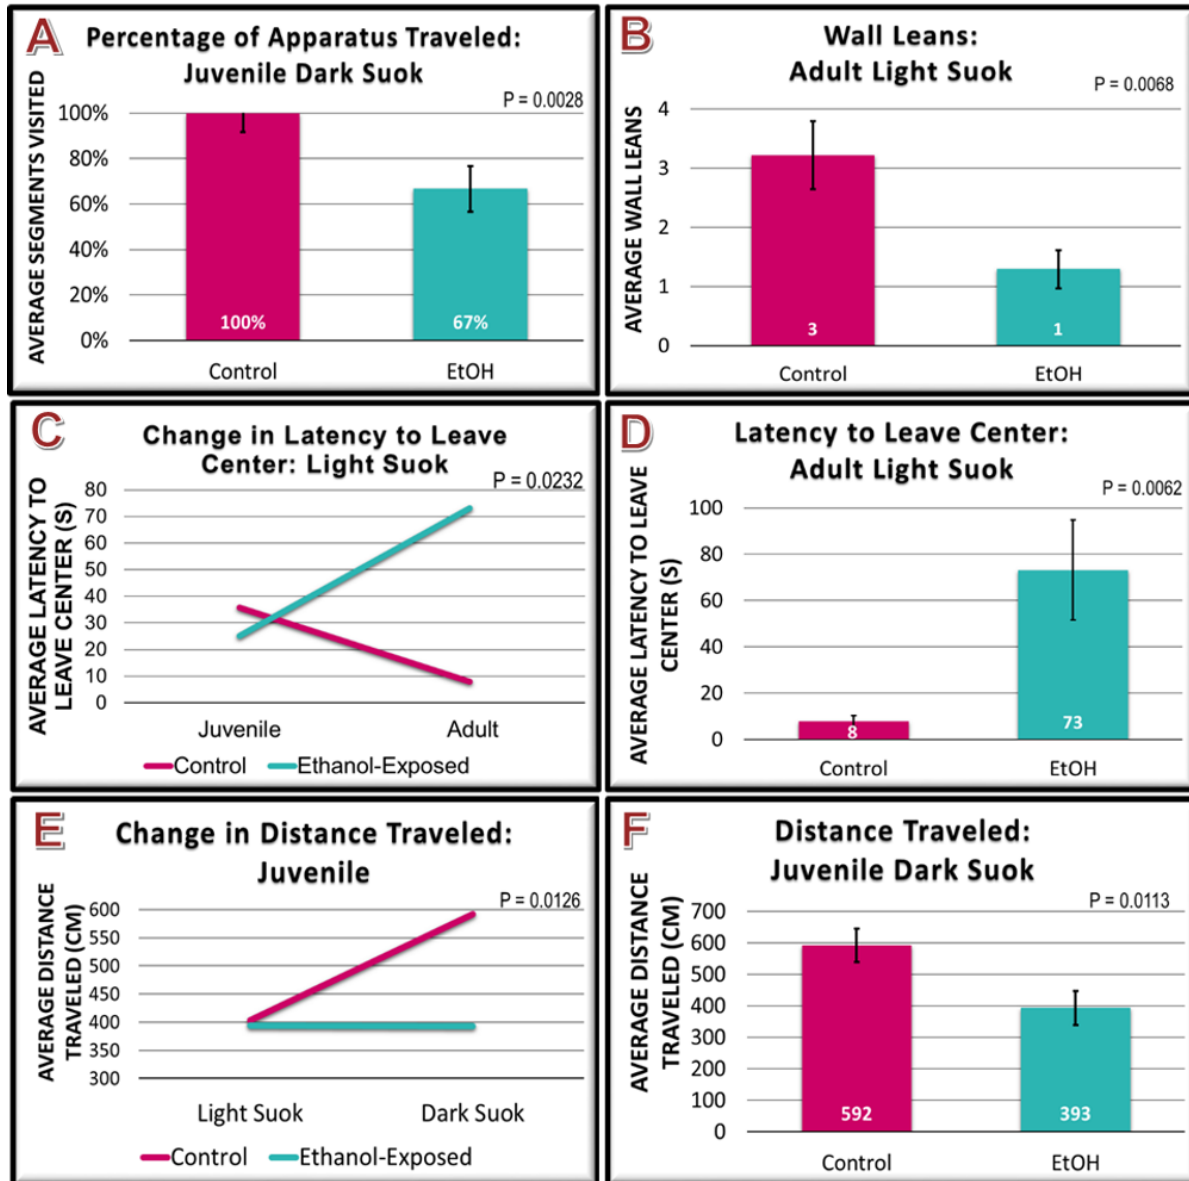 A
Percentage of Apparatus Traveled:
Juvenile Dark Suok
P = 0.0028
AVERAGE SEGMENTS VISITED
100%
80%
60%
40%
20%
0%
100%
67%
Control
EtOH
B
Wall Leans:
Adult Light Suok
P = 0.0068
AVERAGE WALL LEANS
4
3
2
1
0
3
1
Control
EtOH
C
Change in Latency to Leave
Center: Light Suok
P = 0.0232
AVERAGE LATENCY TO
LEAVE CENTER (S)
80
70
60
50
40
30
20
10
0
Juvenile
Adult
Control
Ethanol-Exposed
D
Latency to Leave Center:
Adult Light Suok
P = 0.0062
AVERAGE LATENCY TO LEAVE
CENTER (S)
100
80
60
40
20
0
8
73
Control
EtOH
E
Change in Distance Traveled:
Juvenile
P = 0.0126
AVERAGE DISTANCE
TRAVELED (CM)
600
550
500
450
400
350
300
Light Suok
Dark Suok
Control
Ethanol-Exposed
F
Distance Traveled:
Juvenile Dark Suok
P = 0.0113
AVERAGE DISTANCE
TRAVELED (CM)
700
600
500
400
300
200
100
0
592
393
Control
EtOH